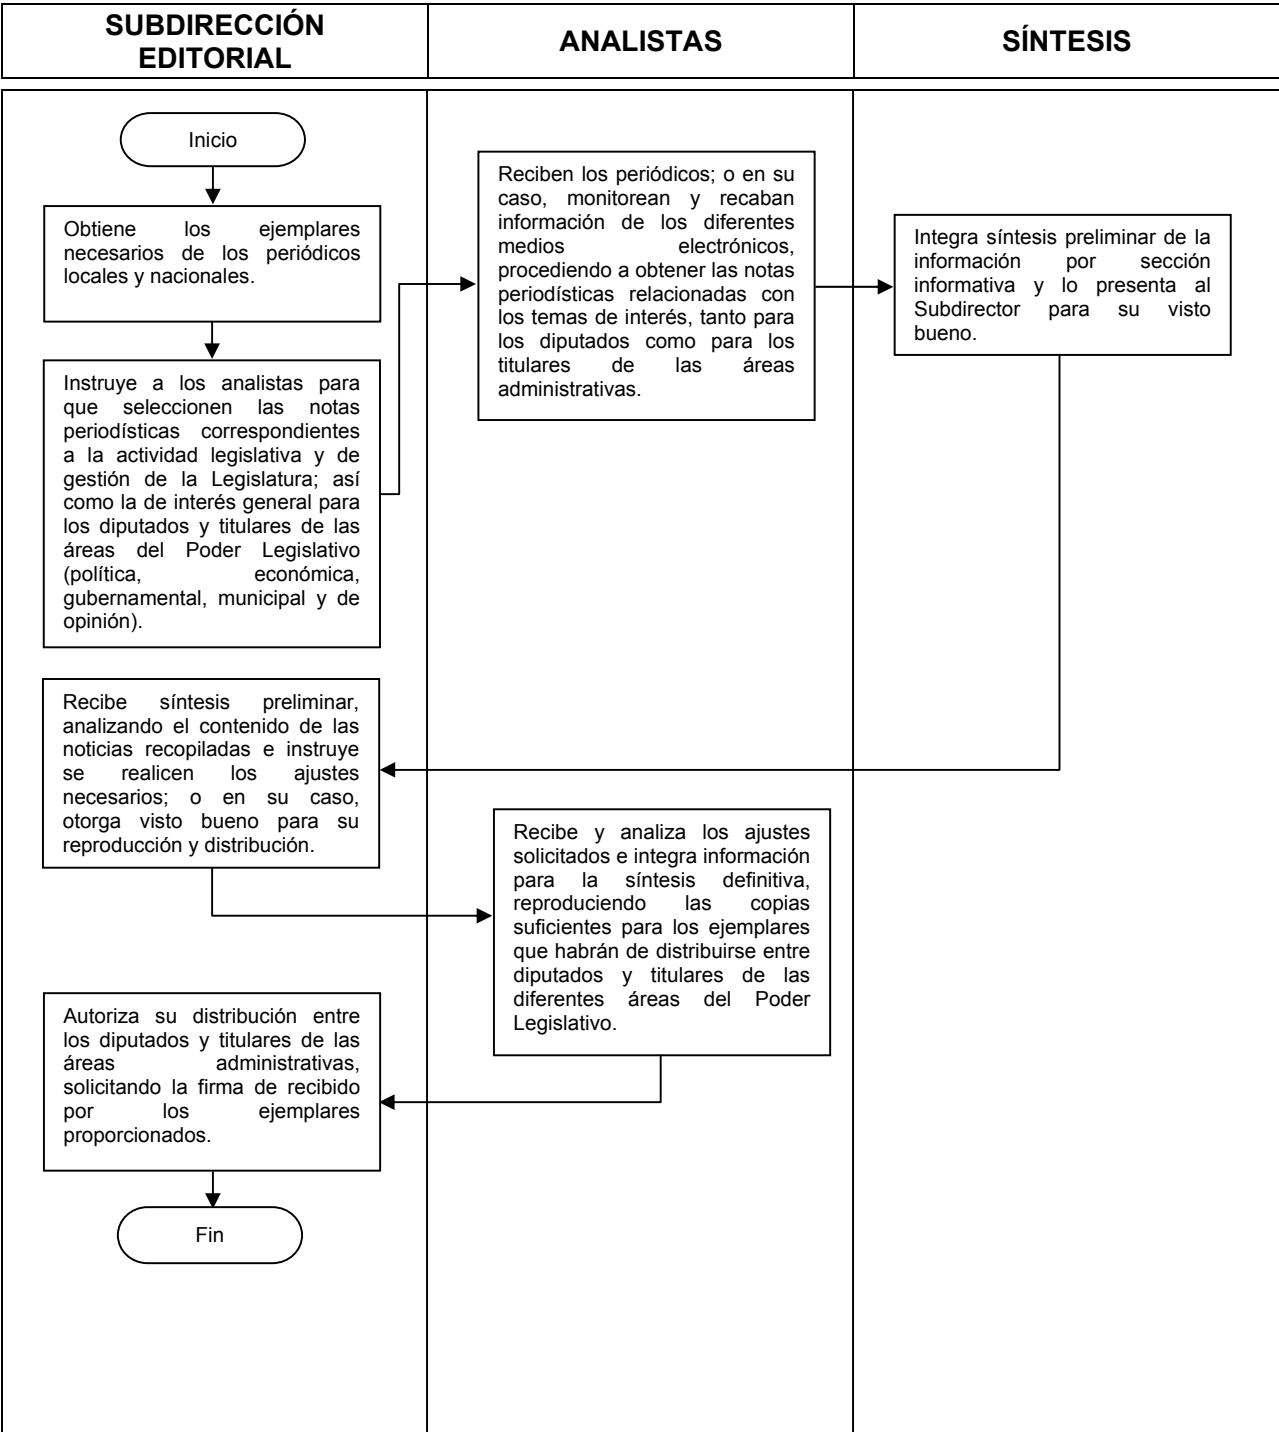 SUBDIRECCIÓN
EDITORIAL
ANALISTAS
SÍNTESIS
Inicio
Obtiene los ejemplares
necesarios de los periódicos
locales y nacionales.
Instruye a los analistas para
que seleccionen las notas
periodísticas correspondientes
a la actividad legislativa y de
gestión de la Legislatura; así
como la de interés general para
los diputados y titulares de las
áreas del Poder Legislativo
(política, económica,
gubernamental, municipal y de
opinión).
Reciben los periódicos; o en su
caso, monitorean y recaban
información de los diferentes
medios electrónicos,
procediendo a obtener las notas
periodísticas relacionadas con
los temas de interés, tanto para
los diputados como para los
titulares de las áreas
administrativas.
Integra síntesis preliminar de la
información por sección
informativa y lo presenta al
Subdirector para su visto
bueno.
Recibe síntesis preliminar,
analizando el contenido de las
noticias recopiladas e instruye
se realicen los ajustes
necesarios; o en su caso,
otorga visto bueno para su
reproducción y distribución.
Recibe y analiza los ajustes
solicitados e integra información
para la síntesis definitiva,
reproduciendo las copias
suficientes para los ejemplares
que habrán de distribuirse entre
diputados y titulares de las
diferentes áreas del Poder
Legislativo.
Autoriza su distribución entre
los diputados y titulares de las
áreas administrativas,
solicitando la firma de recibido
por los ejemplares
proporcionados.
Fin